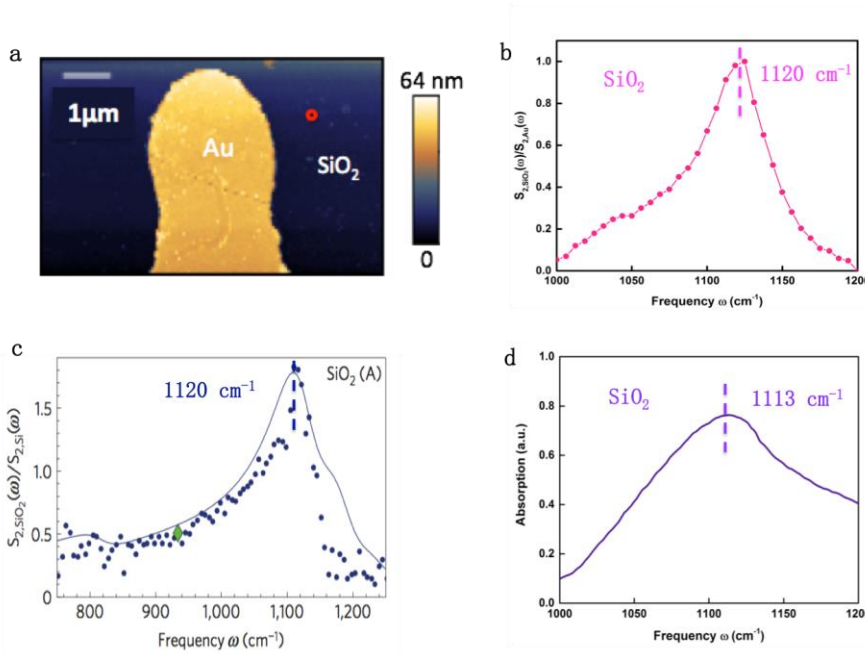 a
1μm
Au
SiO₂
64 nm
0
b
SiO₂
1120 cm⁻¹
S₂,SiO₂(ω)/S₂,Au(ω)
1.0
0.8
0.6
0.4
0.2
0.0
1000
1050
1100
1150
1200
Frequency ω (cm⁻¹)
c
1120 cm⁻¹
SiO₂ (A)
S₂,SiO₂(ω)/S₂,Si(ω)
1.5
1.0
0.5
0
800
900
1,000
1,100
1,200
Frequency ω (cm⁻¹)
d
SiO₂
1113 cm⁻¹
Absorption (a.u.)
1.0
0.8
0.6
0.4
0.2
0.0
1000
1050
1100
1150
1200
Frequency ω (cm⁻¹)